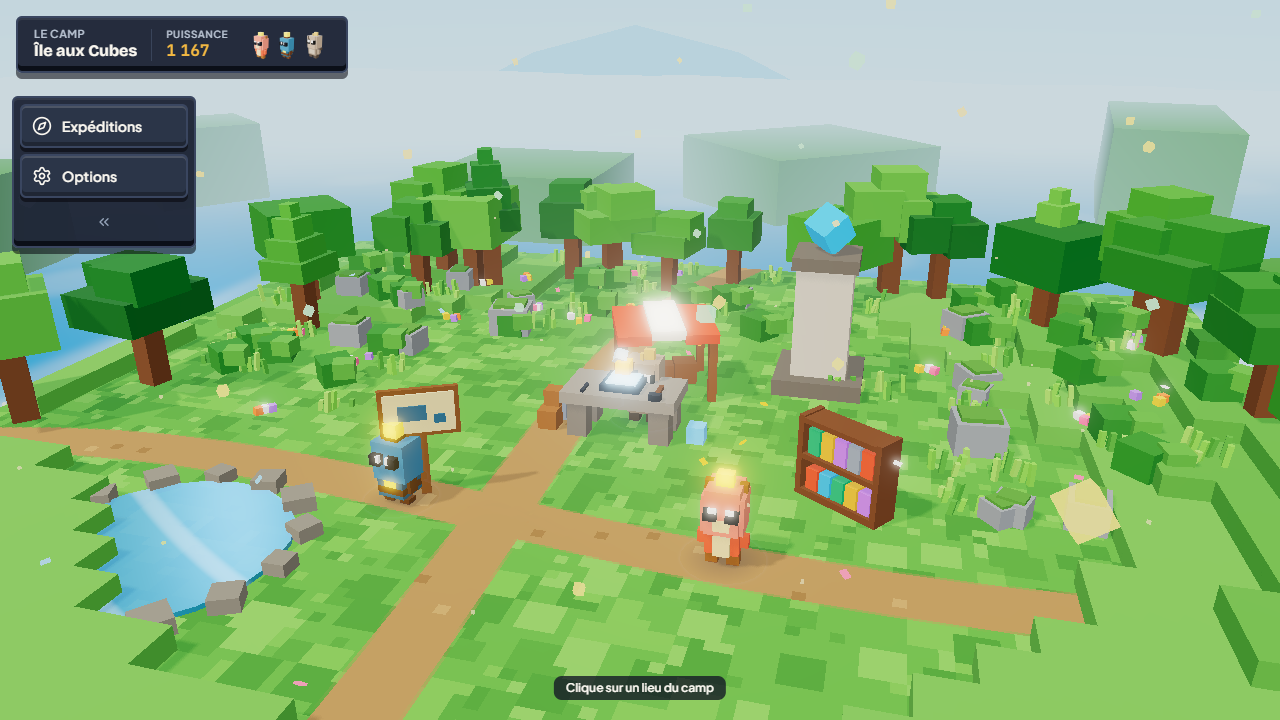 LE CAMP
Île aux Cubes
PUISSANCE
1 167
Expéditions
Options
«
Clique sur un lieu du camp